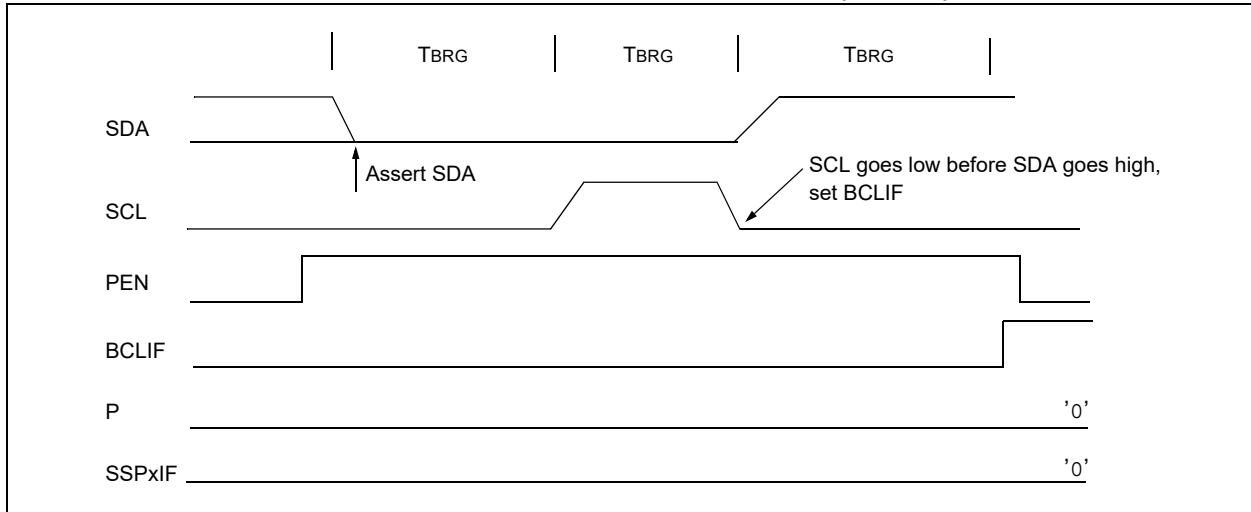 TBRG TBRG TBRG
SDA
Assert SDA
SCL goes low before SDA goes high,
set BCLIF
SCL
PEN
BCLIF
P '0'
SSPxIF '0'